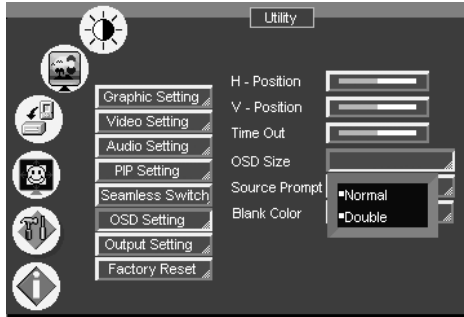 Utility
Graphic Setting
Video Setting
Audio Setting
PIP Setting
Seamless Switch
OSD Setting
Output Setting
Factory Reset
H - Position
V - Position
Time Out
OSD Size
Source Prompt
Blank Color
Normal
Double